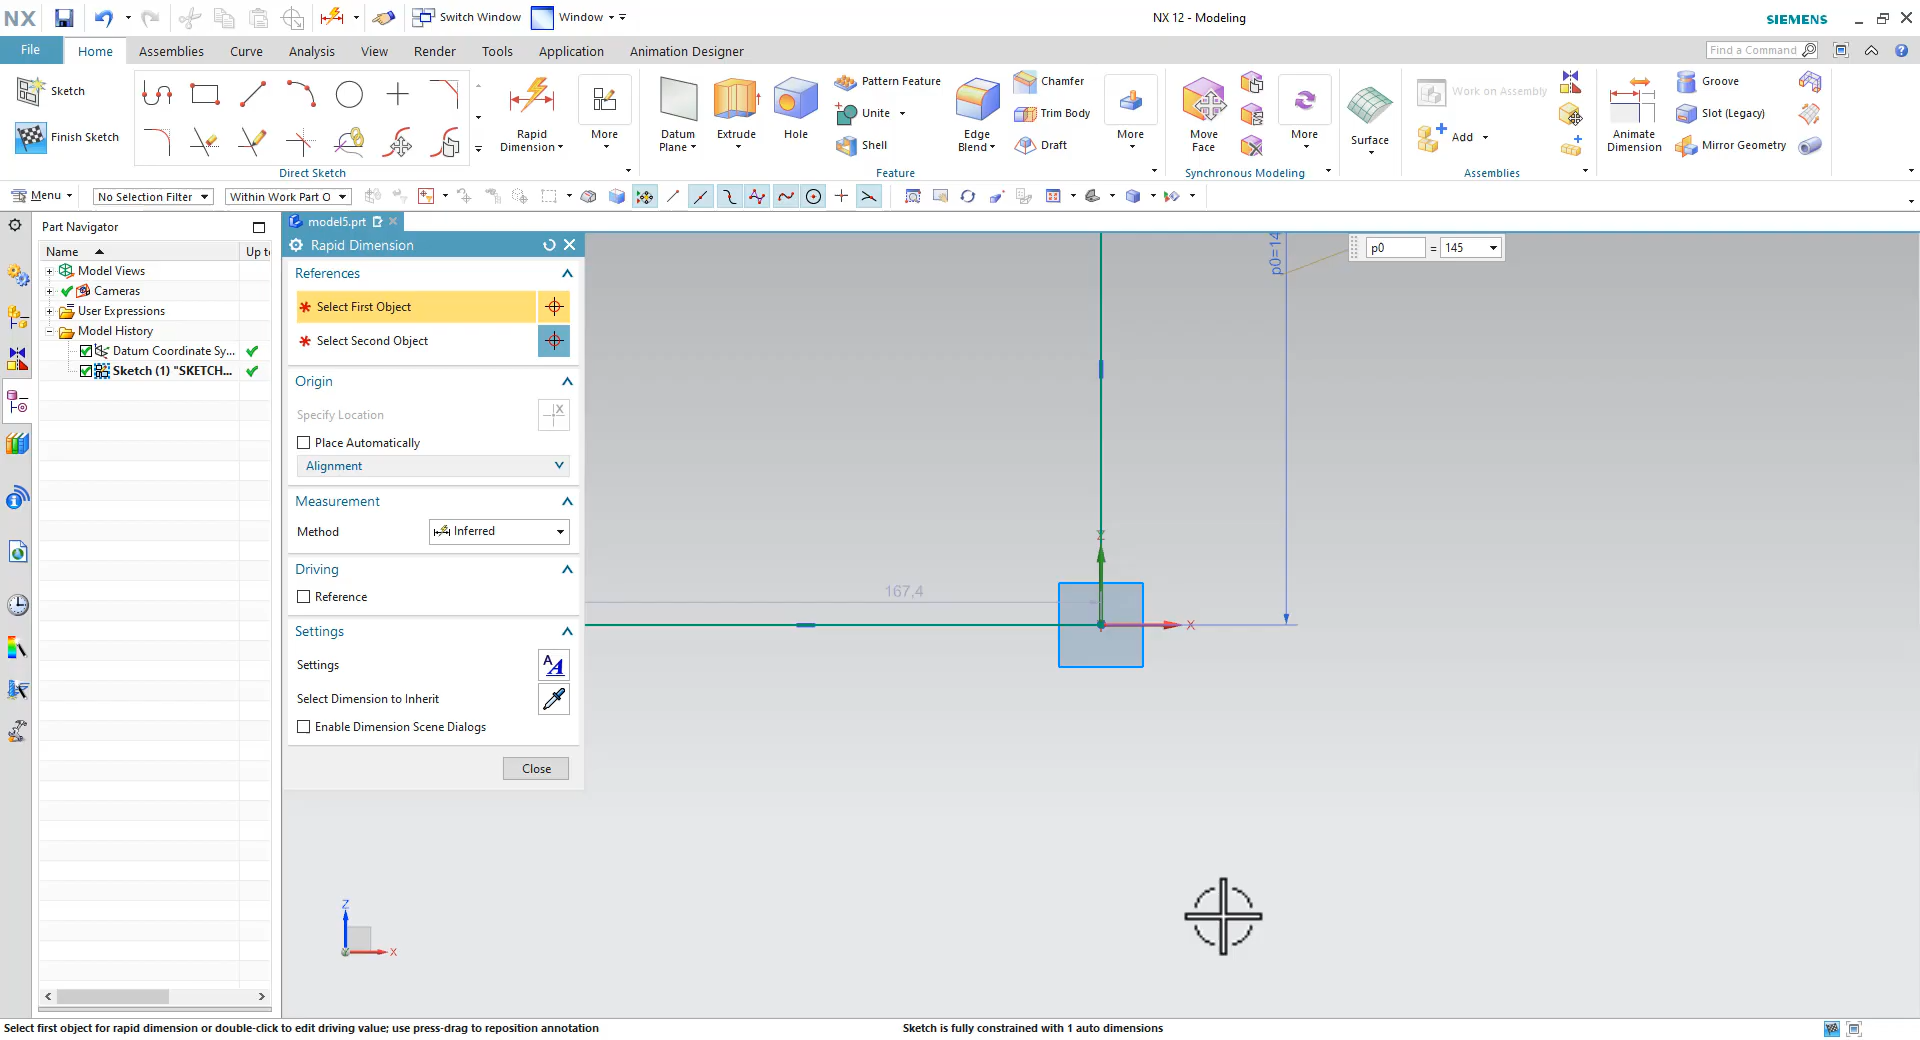 NX
Switch Window
Window
NX 12 - Modeling
SIEMENS
File
Home
Assemblies
Curve
Analysis
View
Render
Tools
Application
Animation Designer
Find a Command
Sketch
Finish Sketch
Rapid Dimension
More
Direct Sketch
Datum Plane
Extrude
Hole
Pattern Feature
Unite
Shell
Edge Blend
Chamfer
Trim Body
Draft
More
Feature
Move Face
More
Synchronous Modeling
Surface
Work on Assembly
Add
Assemblies
Animate Dimension
Groove
Slot (Legacy)
Mirror Geometry
Menu
No Selection Filter
Within Work Part O
Part Navigator
Name
Up to
Model Views
Cameras
User Expressions
Model History
Datum Coordinate Sy...
Sketch (1) "SKETCH...
model5.prt
Rapid Dimension
References
* Select First Object
* Select Second Object
Origin
Specify Location
Place Automatically
Alignment
Measurement
Method
Inferred
Driving
Reference
Settings
Settings
Select Dimension to Inherit
Enable Dimension Scene Dialogs
Close
p0=14
p0 = 145
167,4
Z
X
Z
X
Select first object for rapid dimension or double-click to edit driving value; use press-drag to reposition annotation
Sketch is fully constrained with 1 auto dimensions